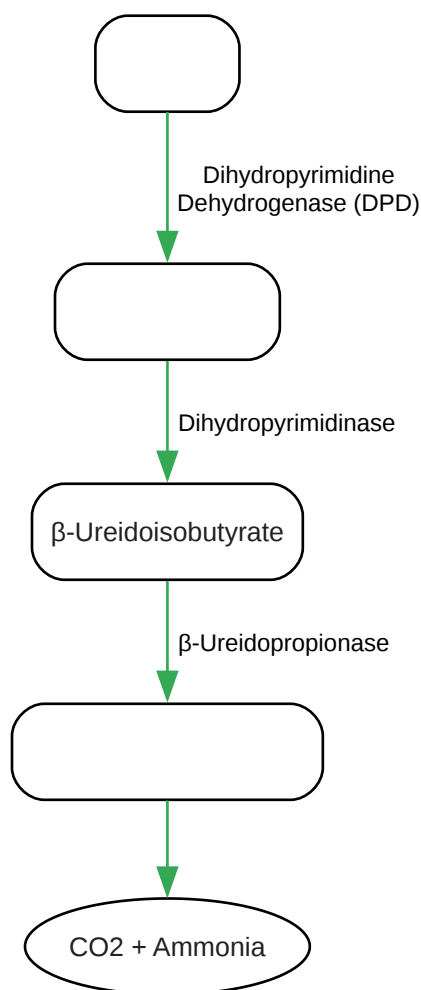 Dihydropyrimidine
Dehydrogenase (DPD)
Dihydropyrimidinase
β-Ureidoisobutyrate
β-Ureidopropionase
CO2 + Ammonia